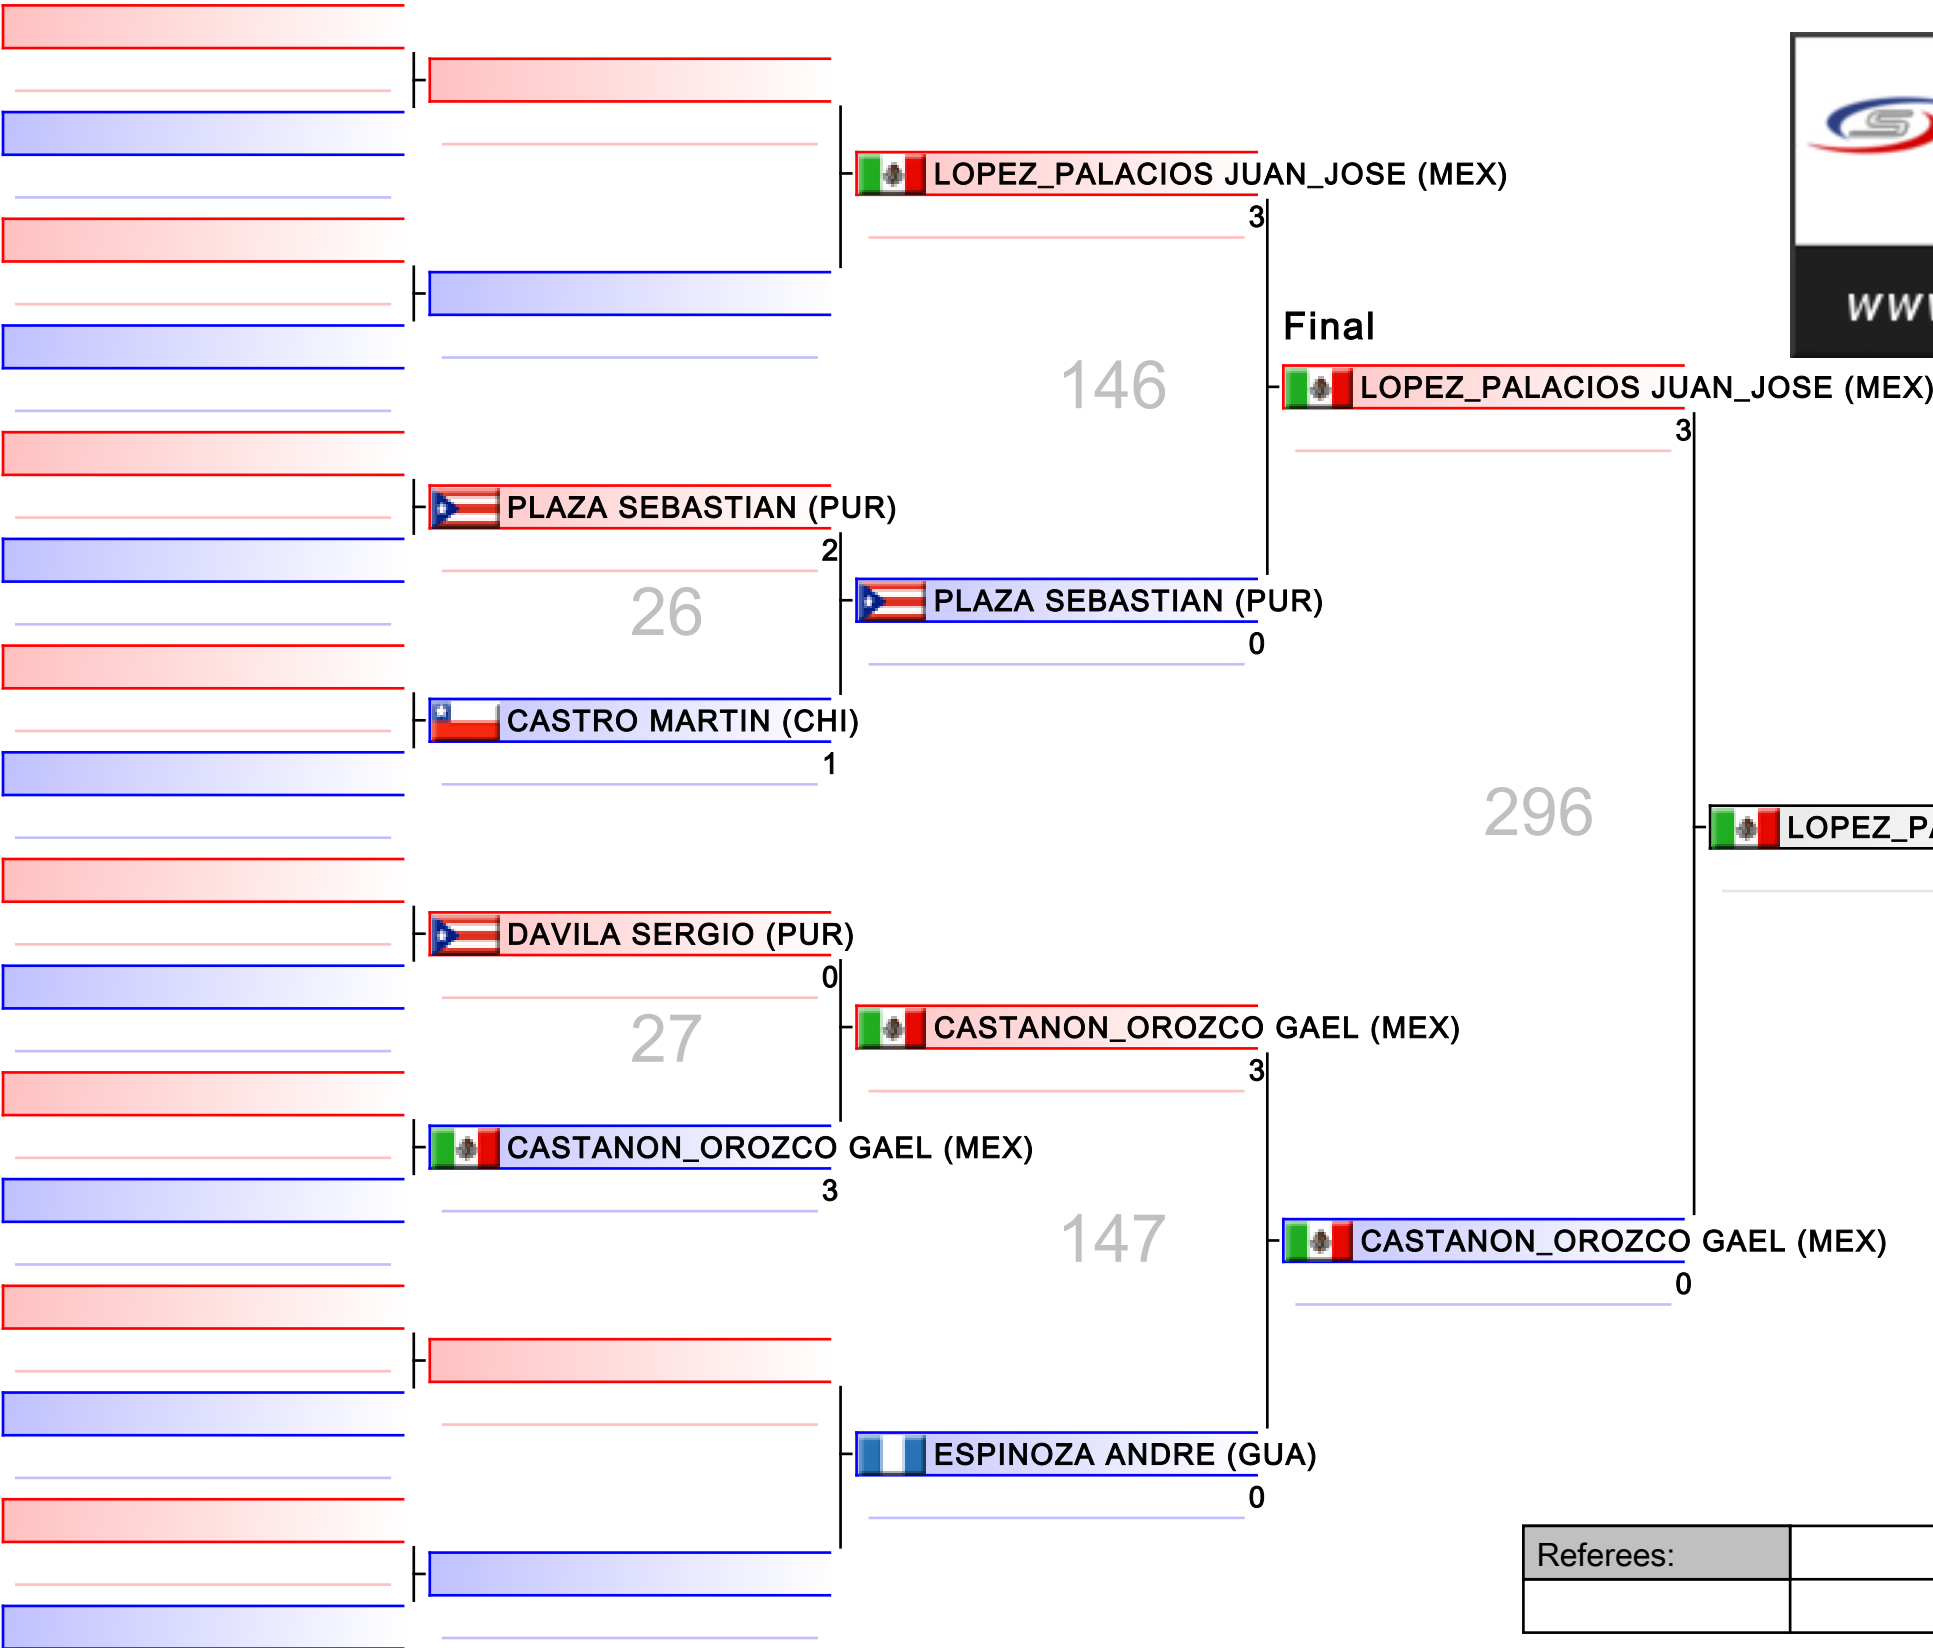 LOPEZ_PALACIOS JUAN_JOSE (MEX)
3
Final
146
LOPEZ_PALACIOS JUAN_JOSE (MEX)
3
PLAZA SEBASTIAN (PUR)
2
26
PLAZA SEBASTIAN (PUR)
0
CASTRO MARTIN (CHI)
1
296
LOPEZ_PA
DAVILA SERGIO (PUR)
0
27
CASTANON_OROZCO GAEL (MEX)
3
CASTANON_OROZCO GAEL (MEX)
3
147
CASTANON_OROZCO GAEL (MEX)
0
ESPINOZA ANDRE (GUA)
0
Referees: